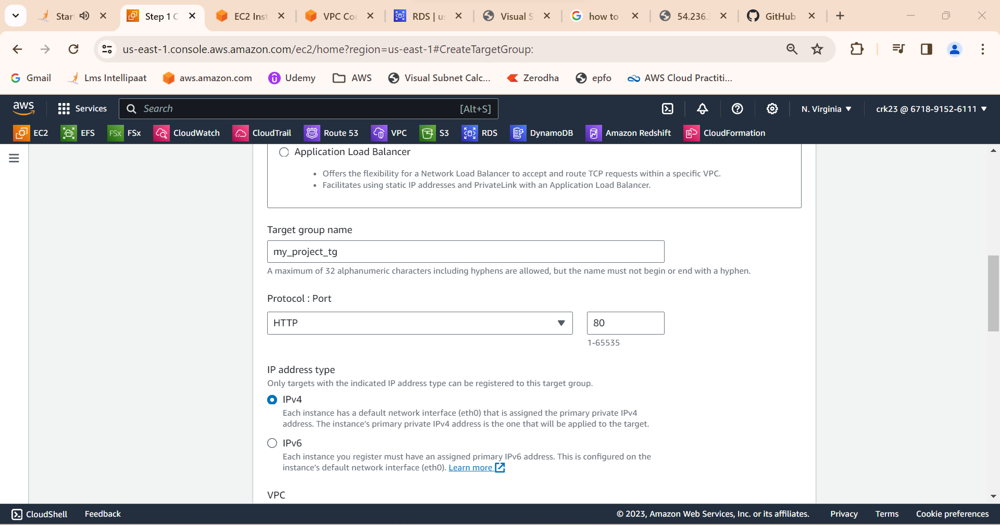 Star
Step 1 C
EC2 Inst
VPC Co
RDS | us
Visual S
how to
54.236.
GitHub
us-east-1.console.aws.amazon.com/ec2/home?region=us-east-1#CreateTargetGroup:
Gmail
Lms Intellipaat
aws.amazon.com
Udemy
AWS
Visual Subnet Calc...
Zerodha
epfo
AWS Cloud Practiti...
aws
Services
Search
[Alt+S]
N. Virginia
crk23 @ 6718-9152-6111
EC2
EFS
FSx
FSx
CloudWatch
CloudTrail
53
Route 53
VPC
S3
RDS
DynamoDB
Amazon Redshift
CloudFormation
Application Load Balancer
• Offers the flexibility for a Network Load Balancer to accept and route TCP requests within a specific VPC.
• Facilitates using static IP addresses and PrivateLink with an Application Load Balancer.
Target group name
my_project_tg
A maximum of 32 alphanumeric characters including hyphens are allowed, but the name must not begin or end with a hyphen.
Protocol : Port
HTTP
80
1-65535
IP address type
Only targets with the indicated IP address type can be registered to this target group.
IPv4
Each instance has a default network interface (eth0) that is assigned the primary private IPv4
address. The instance’s primary private IPv4 address is the one that will be applied to the target.
IPv6
Each instance you register must have an assigned primary IPv6 address. This is configured on the
instance’s default network interface (eth0). Learn more
VPC
CloudShell
Feedback
© 2023, Amazon Web Services, Inc. or its affiliates.
Privacy
Terms
Cookie preferences